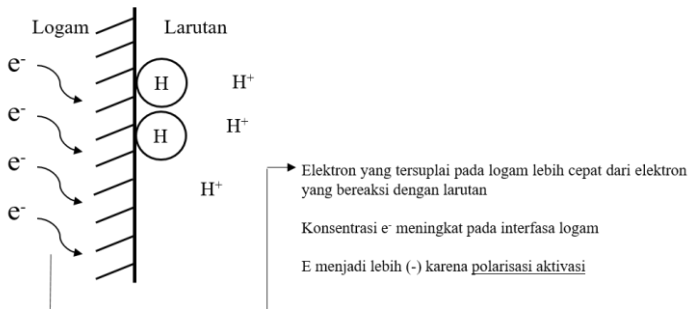 Logam Larutan
e⁻
e⁻
e⁻
e⁻
H
H
H⁺
H⁺
H⁺
Elektron yang tersuplai pada logam lebih cepat dari elektron
yang bereaksi dengan larutan
Konsentrasi e⁻ meningkat pada interfasa logam
E menjadi lebih (-) karena polarisasi aktivasi